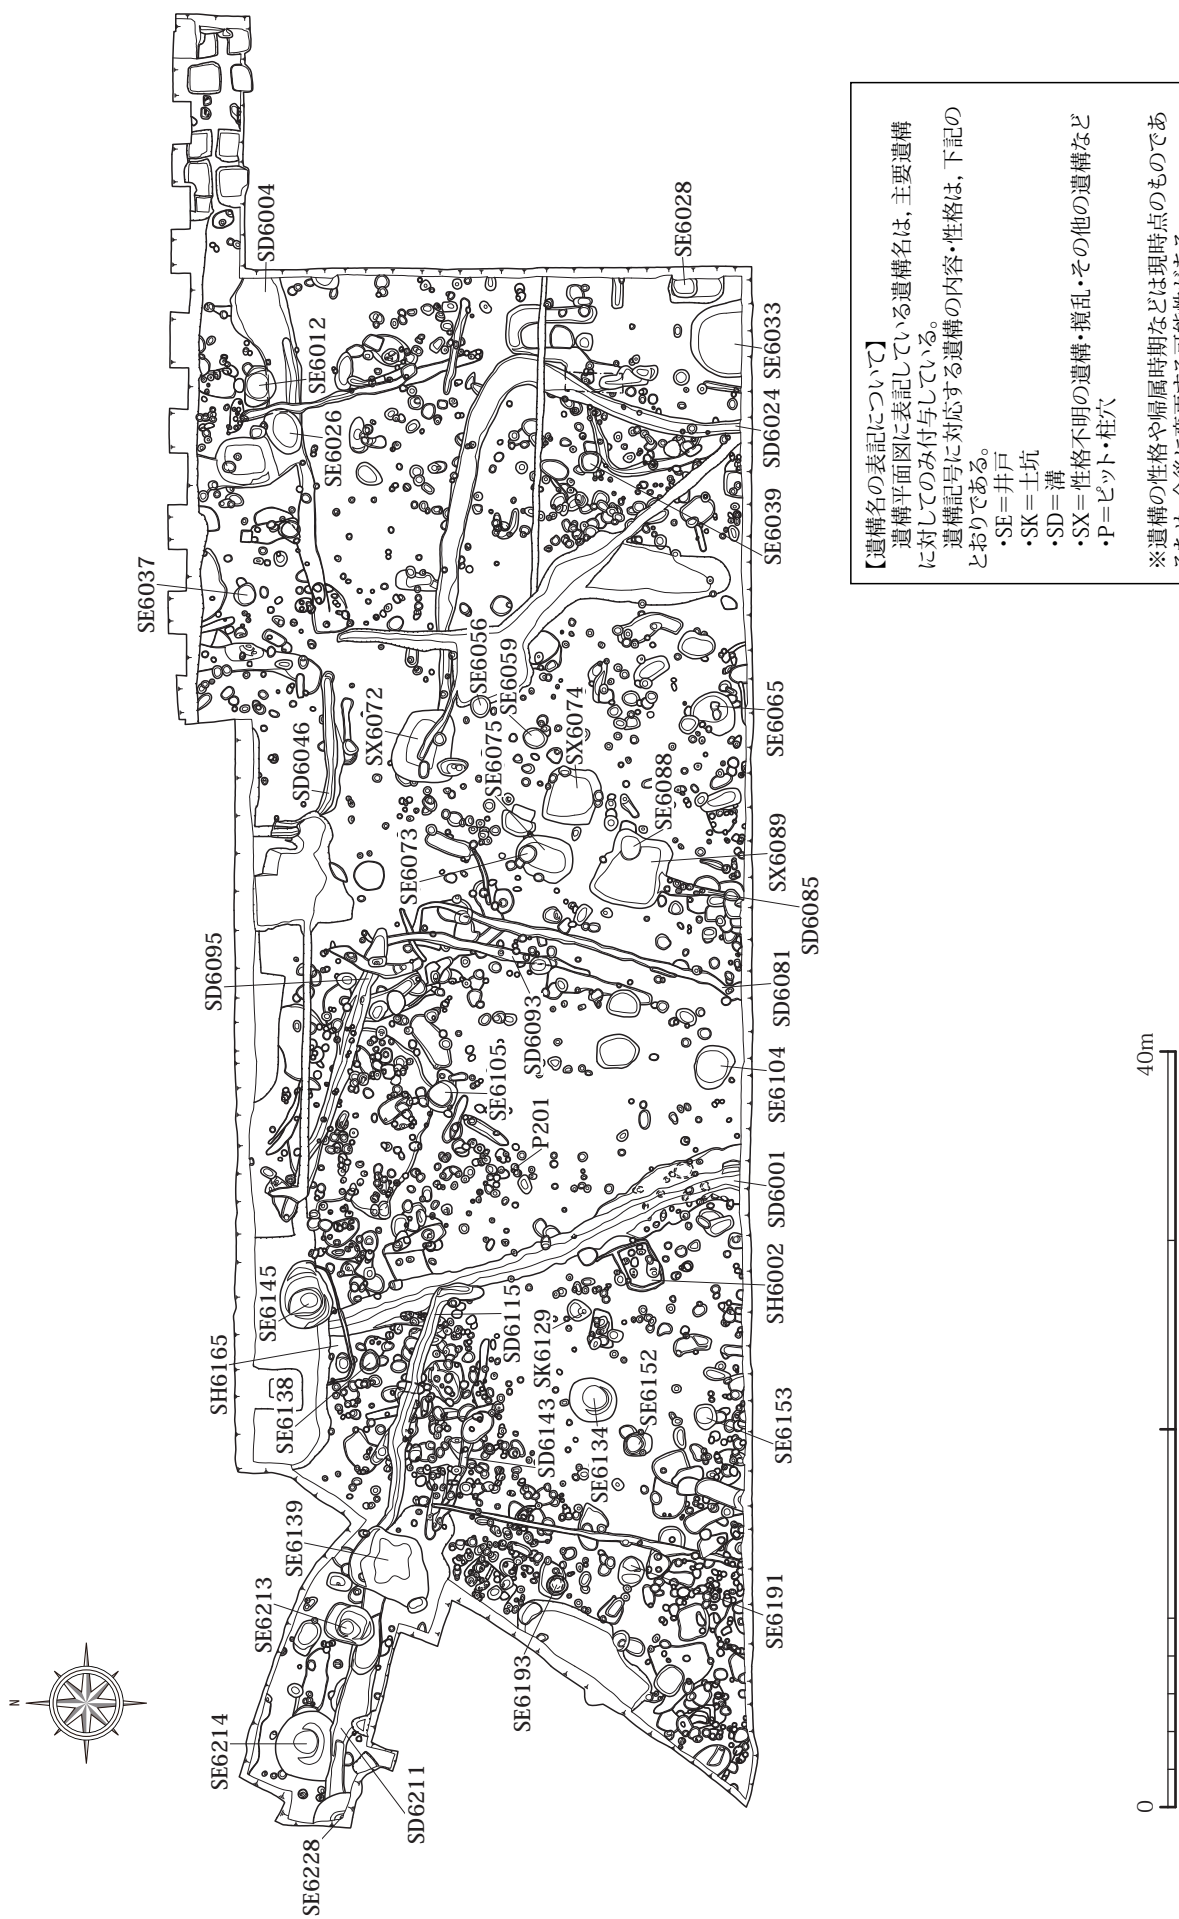 N
SE6037
SD6095
SH6165
SE6214
SE6213
SD6004
SE6145
SE6138
SE6139
SD6046
SE6228
SE6012
SE6026
SX6072
SE6073
SD6211
SE6056
SE6075
SE6105
SE6059
SD6115
SE6193
SD6093
P201
SK6129
SD6143
SX6074
SE6134
SE6088
SE6152
SE6028
SE6033
SD6024
SE6039
SE6065
SX6089
SD6085
SD6081
SE6104
SD6001
SH6002
SE6153
SE6191
【遺構名の表記について】
遺構平面図に表記している遺構名は，主要遺構
に対してのみ付与している。
遺構記号に対応する遺構の内容・性格は，下記の
とおりである。
・SE=井戸
・SK=土坑
・SD=溝
・SX=性格不明の遺構・撹乱・その他の遺構など
・P=ピット・柱穴
※遺構の性格や帰属時期などは現時点のものであ
0 40m